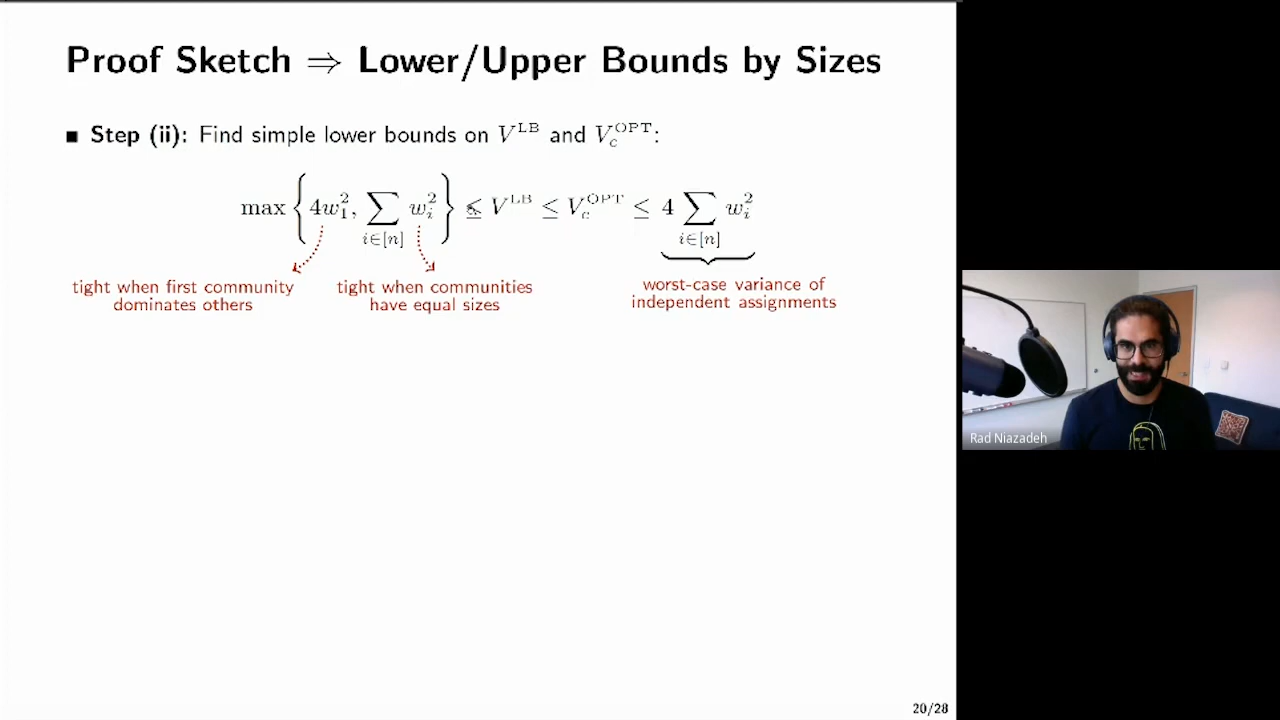 Proof Sketch ⇒ Lower/Upper Bounds by Sizes
■ Step (ii): Find simple lower bounds on V^LB and V_c^OPT:
max { 4w_1^2, ∑_{i∈[n]} w_i^2 } ≤ V^LB ≤ V_c^OPT ≤ 4 ∑_{i∈[n]} w_i^2
tight when first community
dominates others
tight when communities
have equal sizes
worst-case variance of
independent assignments
Rad Niazadeh
20/28